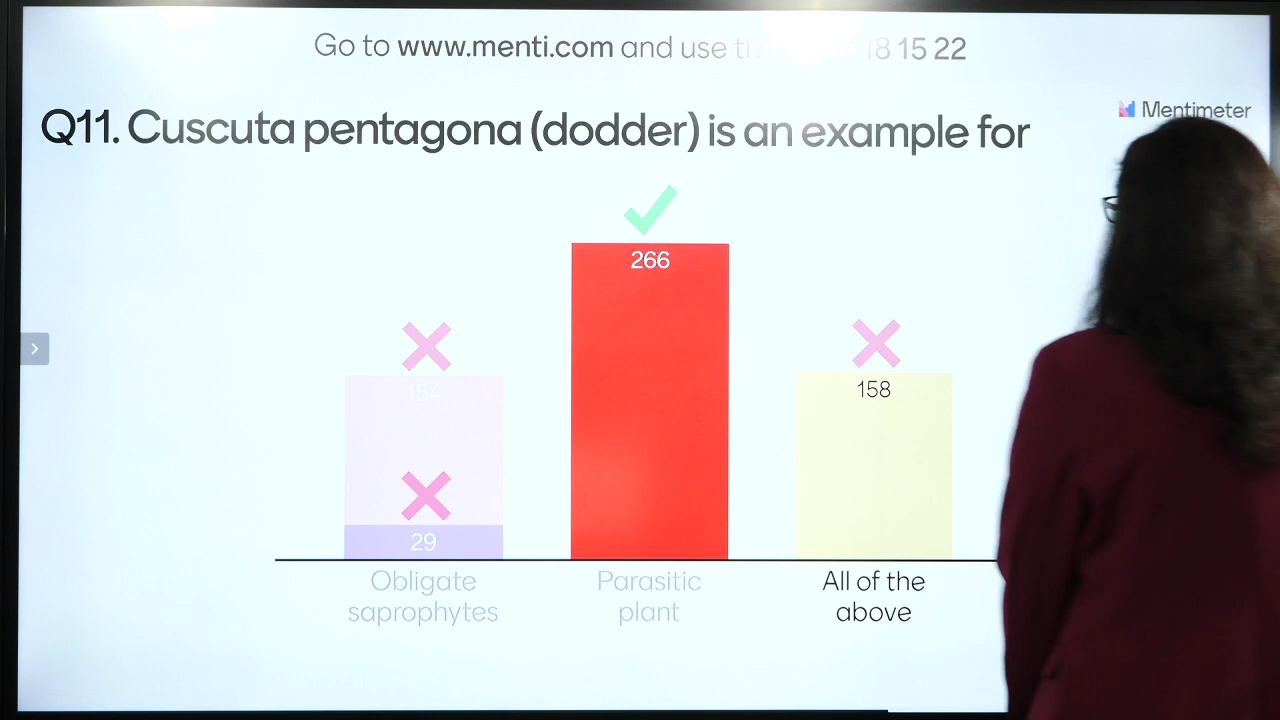 Go to www.menti.com and use 18 15 22
Mentimeter
Q11. Cuscuta pentagona (dodder) is an example for
266
154
158
29
Obligate
saprophytes
Parasitic
plant
All of the
above